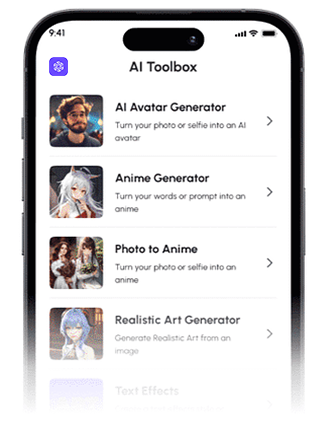 9:41
AI Toolbox
AI Avatar Generator
Turn your photo or selfie into an AI
avatar
Anime Generator
Turn your words or prompt into an
anime
Photo to Anime
Turn your photo or selfie into an
anime
Realistic Art Generator
Generate Realistic Art from an
image
Text Effects